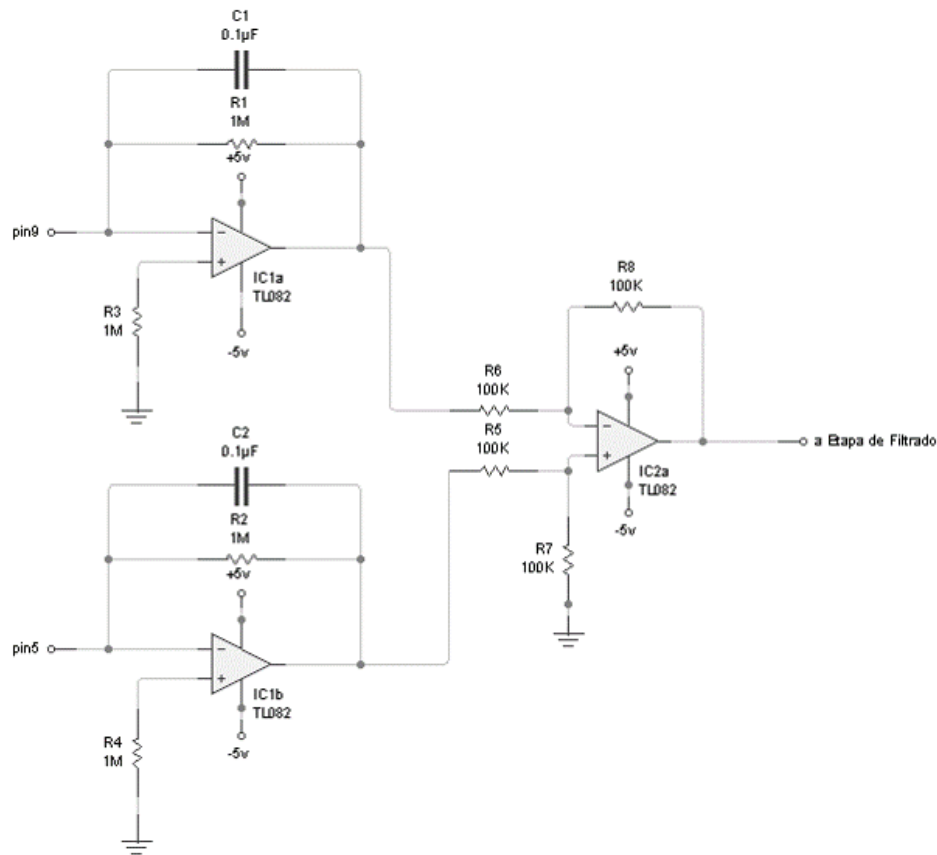 C1
0.1µF
R1
1M
+5v
pin9
IC1a
TL082
R3
1M
-5v
R8
100K
+5v
R6
100K
R5
100K
a Etapa de Filtrado
IC2a
TL082
-5v
R7
100K
C2
0.1µF
R2
1M
+5v
pin5
IC1b
TL082
R4
1M
-5v